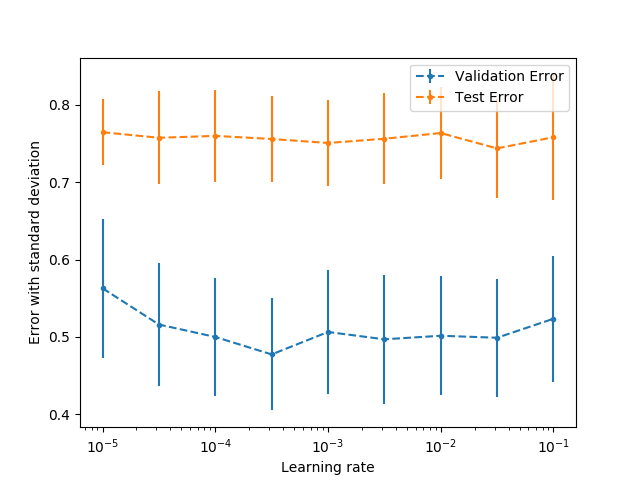 Validation Error
Test Error
Error with standard deviation
0.8
0.7
0.6
0.5
0.4
10⁻⁵ 10⁻⁴ 10⁻³ 10⁻² 10⁻¹
Learning rate